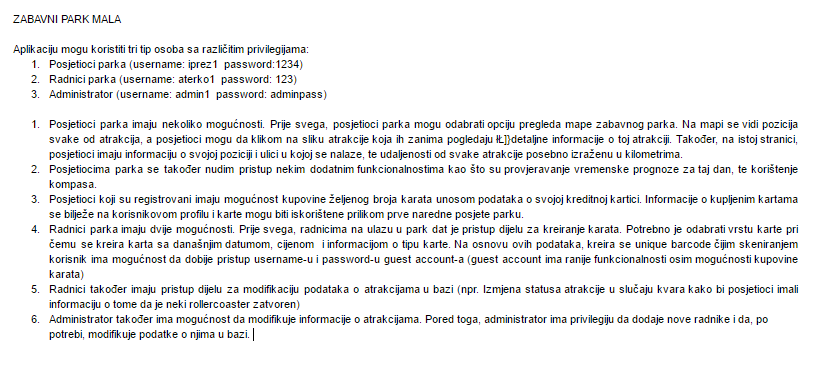 ZABAVNI PARK MALA
Aplikaciju mogu koristiti tri tip osoba sa različitim privilegijama:
1. Posjetioci parka (username: iprez1 password:1234)
2. Radnici parka (username: aterko1 password: 123)
3. Administrator (username: admin1 password: adminpass)
1. Posjetioci parka imaju nekoliko mogućnosti. Prije svega, posjetioci parka mogu odabrati opciju pregleda mape zabavnog parka. Na mapi se vidi pozicija
svake od atrakcija, a posjetioci mogu da klikom na sliku atrakcije koja ih zanima pogledaju łŁ]}detaljne informacije o toj atrakciji. Također, na istoj stranici,
posjetioci imaju informaciju o svojoj poziciji i ulici u kojoj se nalaze, te udaljenosti od svake atrakcije posebno izraženu u kilometrima.
2. Posjetiocima parka se također nudim pristup nekim dodatnim funkcionalnostima kao što su provjeravanje vremenske prognoze za taj dan, te korištenje
kompasa.
3. Posjetioci koji su registrovani imaju mogućnost kupovine željenog broja karata unosom podataka o svojoj kreditnoj kartici. Informacije o kupljenim kartama
se bilježe na korisnikovom profilu i karte mogu biti iskorištene prilikom prve naredne posjete parku.
4. Radnici parka imaju dvije mogućnosti. Prije svega, radnicima na ulazu u park dat je pristup dijelu za kreiranje karata. Potrebno je odabrati vrstu karte pri
čemu se kreira karta sa današnjim datumom, cijenom i informacijom o tipu karte. Na osnovu ovih podataka, kreira se unique barcode čijim skeniranjem
korisnik ima mogućnost da dobije pristup username-u i password-u guest account-a (guest account ima ranije funkcionalnosti osim mogućnosti kupovine
karata)
5. Radnici također imaju pristup dijelu za modifikaciju podataka o atrakcijama u bazi (npr. Izmjena statusa atrakcije u slučaju kvara kako bi posjetioci imali
informaciju o tome da je neki rollercoaster zatvoren)
6. Administrator također ima mogućnost da modifikuje informacije o atrakcijama. Pored toga, administrator ima privilegiju da dodaje nove radnike i da, po
potrebi, modifikuje podatke o njima u bazi.